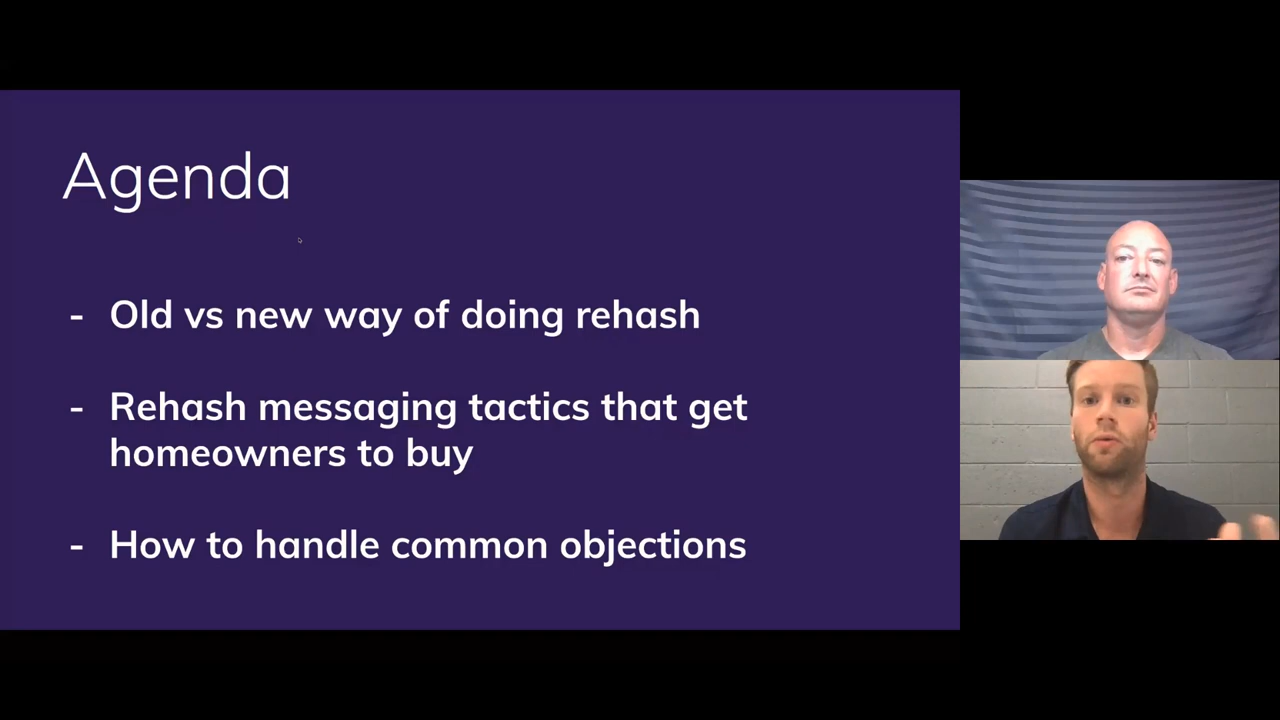 Agenda
- Old vs new way of doing rehash
- Rehash messaging tactics that get
homeowners to buy
- How to handle common objections